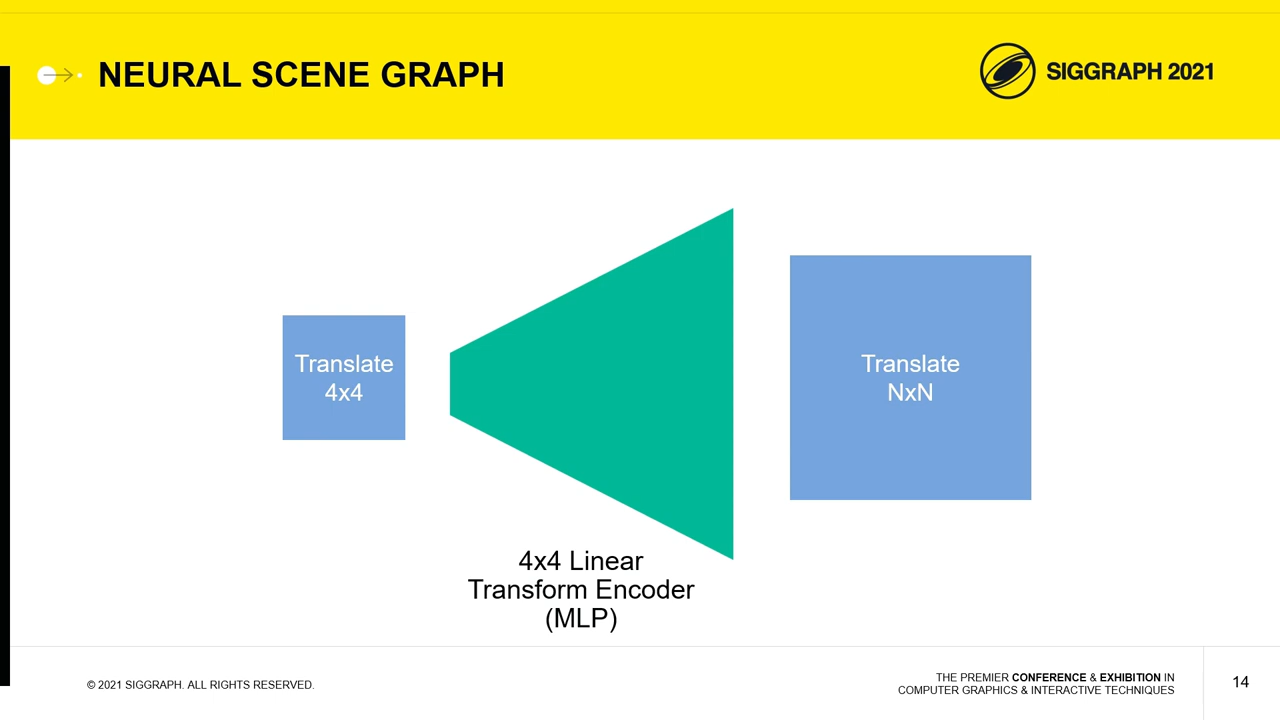 NEURAL SCENE GRAPH
SIGGRAPH 2021
Translate
4x4
Translate
NxN
4x4 Linear
Transform Encoder
(MLP)
© 2021 SIGGRAPH. ALL RIGHTS RESERVED.
THE PREMIER CONFERENCE & EXHIBITION IN
COMPUTER GRAPHICS & INTERACTIVE TECHNIQUES
14